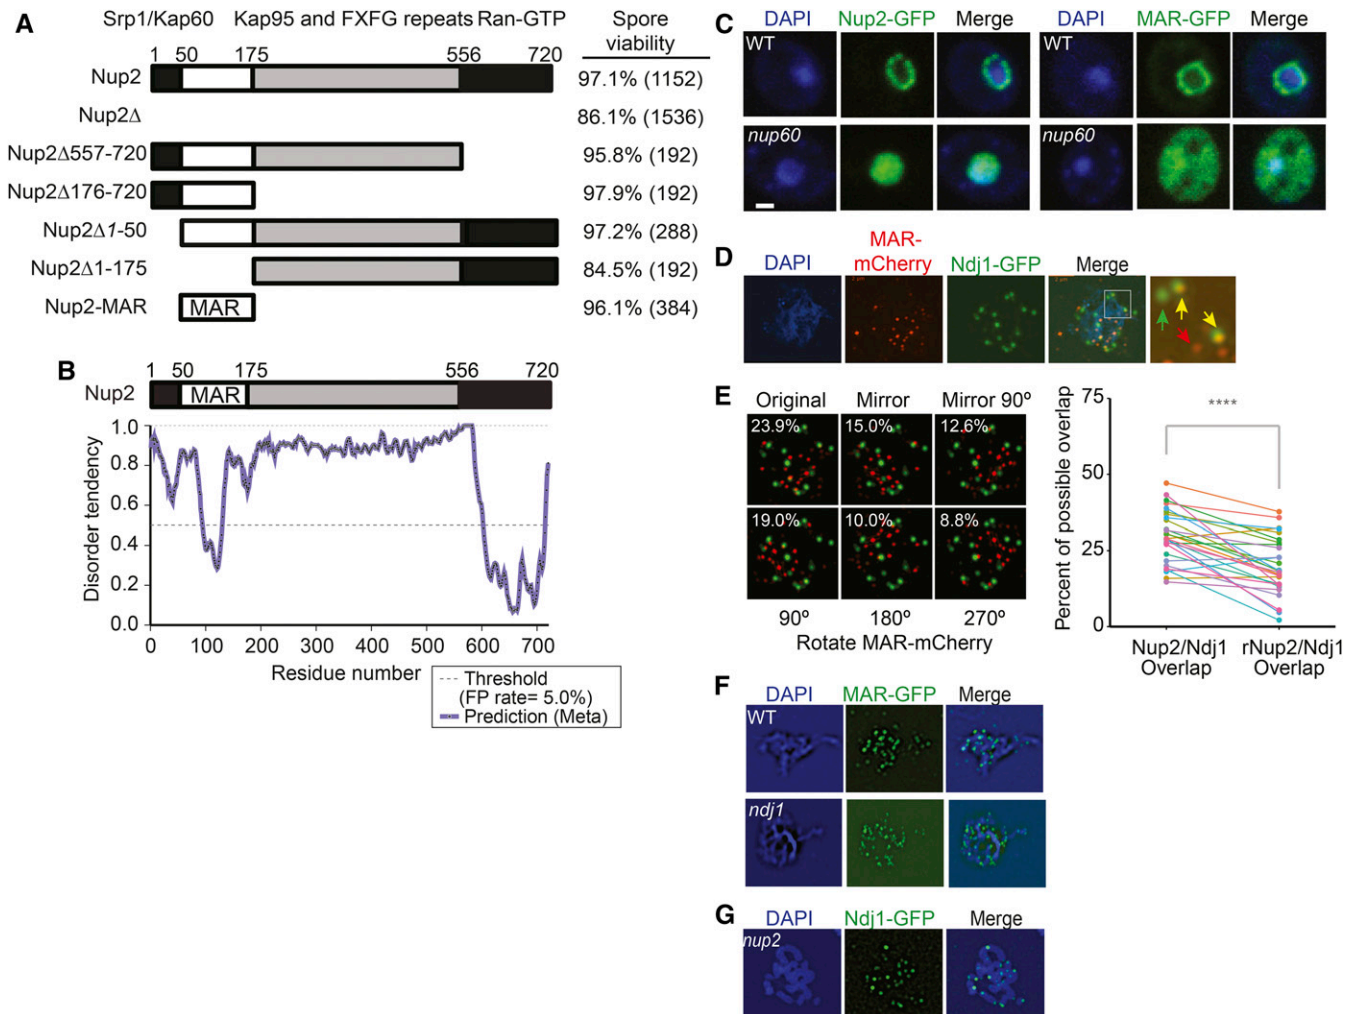 A
Srp1/Kap60 Kap95 and FXFG repeats Ran-GTP
Spore viability
1 50 175 556 720
Nup2 97.1% (1152)
Nup2Δ 86.1% (1536)
Nup2Δ557-720 95.8% (192)
Nup2Δ176-720 97.9% (192)
Nup2Δ1-50 97.2% (288)
Nup2Δ1-175 84.5% (192)
Nup2-MAR MAR 96.1% (384)
B
1 50 175 556 720
Nup2 MAR
Disorder tendency
1.0
0.8
0.6
0.4
0.2
0.0
0 100 200 300 400 500 600 700
Residue number
Threshold
(FP rate= 5.0%)
Prediction (Meta)
C
DAPI Nup2-GFP Merge DAPI MAR-GFP Merge
WT WT
nup60 nup60
D
DAPI MAR-mCherry Ndj1-GFP Merge
E
Original Mirror Mirror 90º
23.9% 15.0% 12.6%
19.0% 10.0% 8.8%
90º 180º 270º
Rotate MAR-mCherry
Percent of possible overlap
75
50
25
0
****
Nup2/Ndj1 Overlap
rNup2/Ndj1 Overlap
F
DAPI MAR-GFP Merge
WT
ndj1
G
DAPI Ndj1-GFP Merge
nup2